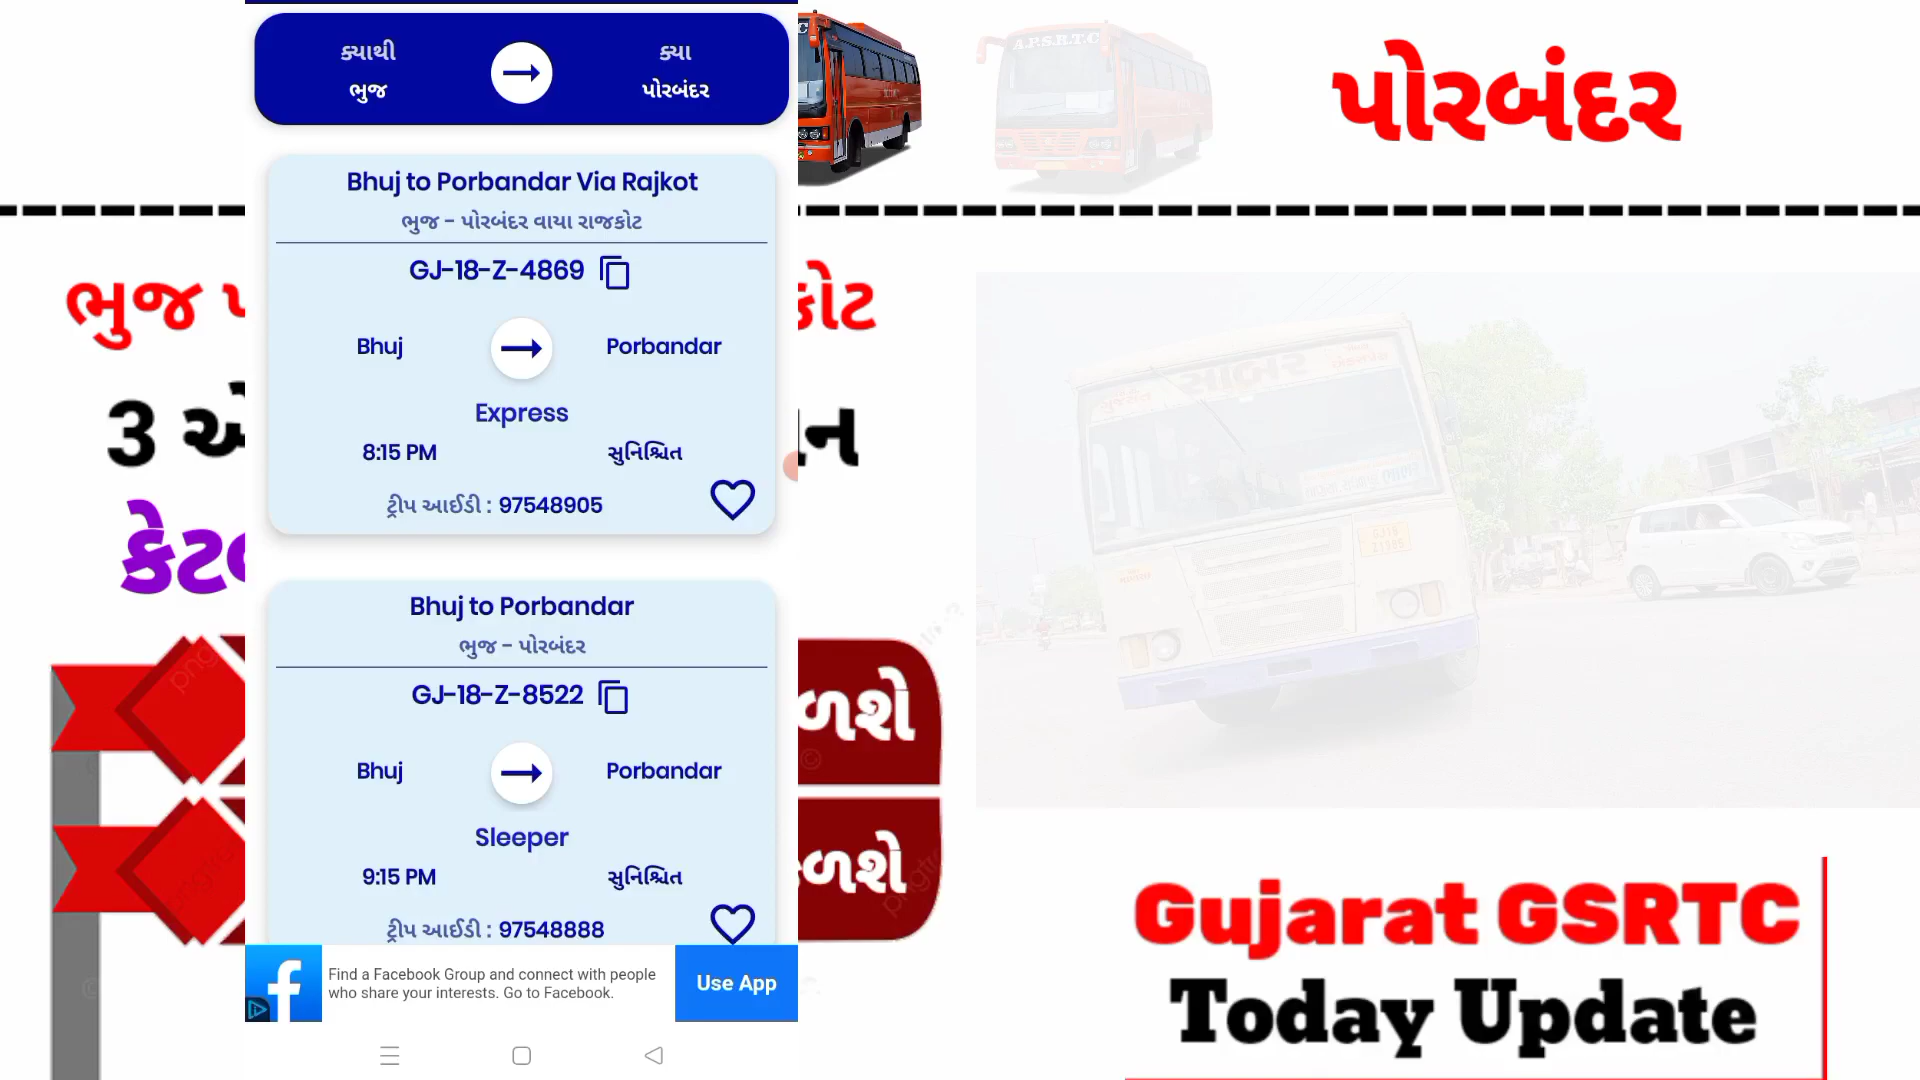 ક્યાથી
ક્યા
ભુજ
પોરબંદર
Bhuj to Porbandar Via Rajkot
ભુજ - પોરબંદર વાયા રાજકોટ
GJ-18-Z-4869
Bhuj
Porbandar
Express
8:15 PM
સુનિશ્ચિત
ટ્રીપ આઈડી : 97548905
Bhuj to Porbandar
ભુજ - પોરબંદર
GJ-18-Z-8522
Bhuj
Porbandar
Sleeper
9:15 PM
સુનિશ્ચિત
ટ્રીપ આઈડી : 97548888
Find a Facebook Group and connect with people
who share your interests. Go to Facebook.
Use App
A.P.S.R.T.C
પોરબંદર
ભુજ
3
Gujarat GSRTC
Today Update